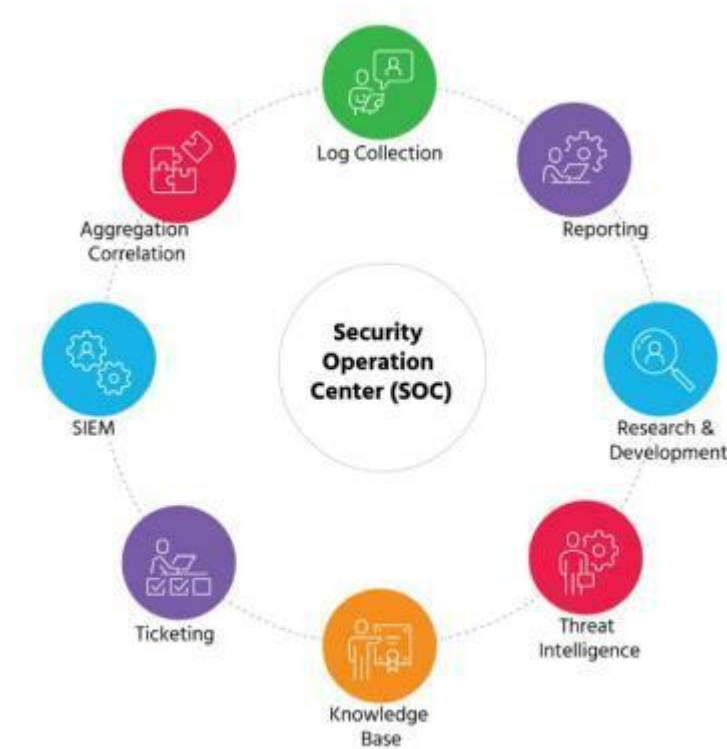 Log Collection
Reporting
Research &
Development
Threat
Intelligence
Knowledge
Base
Ticketing
SIEM
Aggregation
Correlation
Security
Operation
Center (SOC)